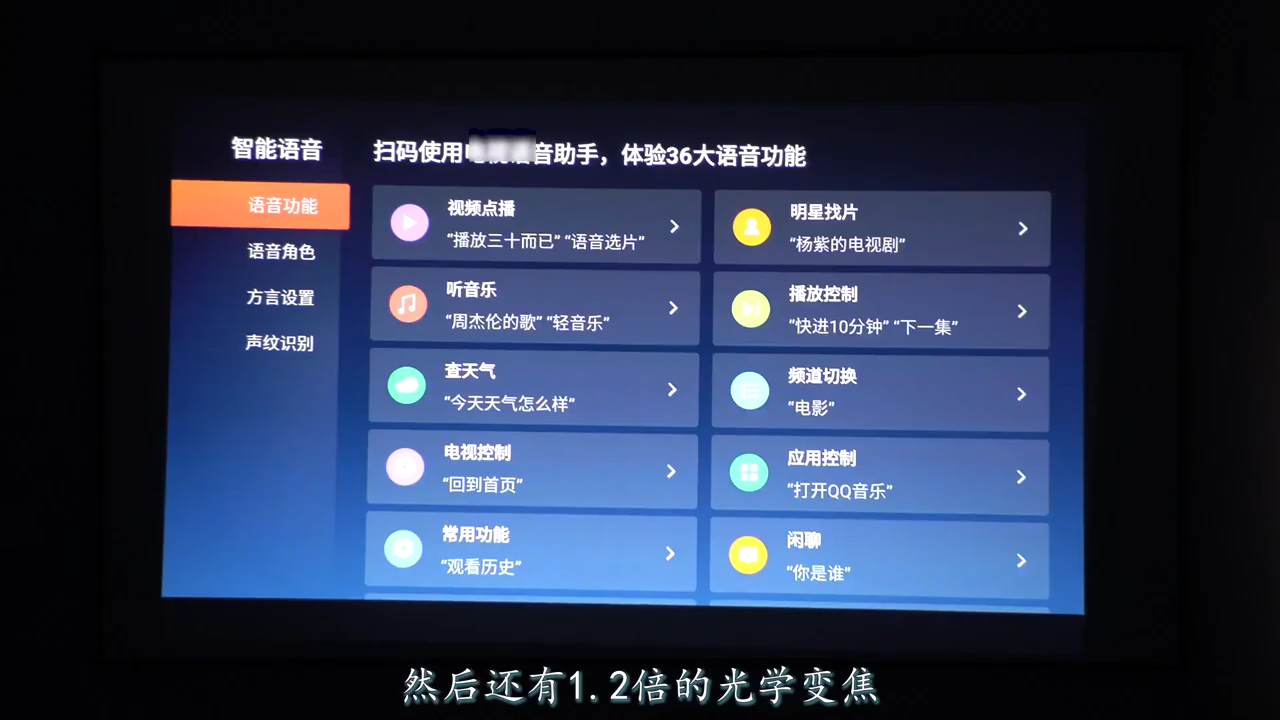 智能语音
扫码使用电视语音助手，体验36大语音功能
语音功能
语音角色
方言设置
声纹识别
视频点播
“播放三十而已” “语音选片”
明星找片
“杨紫的电视剧”
听音乐
“周杰伦的歌” “轻音乐”
播放控制
“快进10分钟” “下一集”
查天气
“今天天气怎么样”
频道切换
“电影”
电视控制
“回到首页”
应用控制
“打开QQ音乐”
常用功能
“观看历史”
闲聊
“你是谁”
然后还有1.2倍的光学变焦